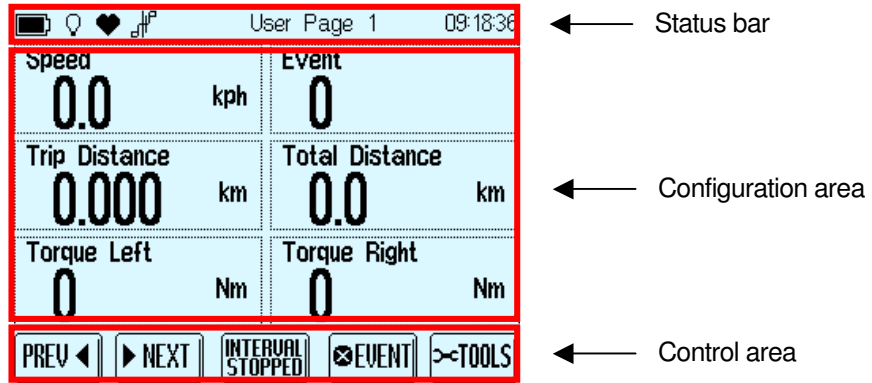 User Page 1 09:18:36 Status bar
Speed Event
0.0 kph 0
Trip Distance Total Distance
0.000 km 0.0 km Configuration area
Torque Left Torque Right
0 Nm 0 Nm
PREV NEXT INTERVAL STOPPED EVENT TOOLS Control area